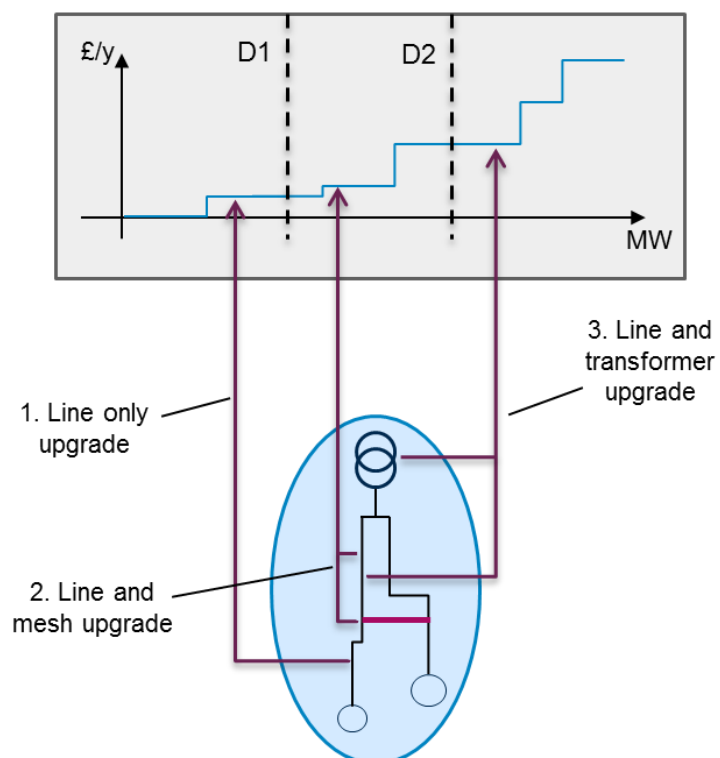 £/y
D1
D2
MW
3. Line and
transformer
upgrade
1. Line only
upgrade
2. Line and
mesh upgrade